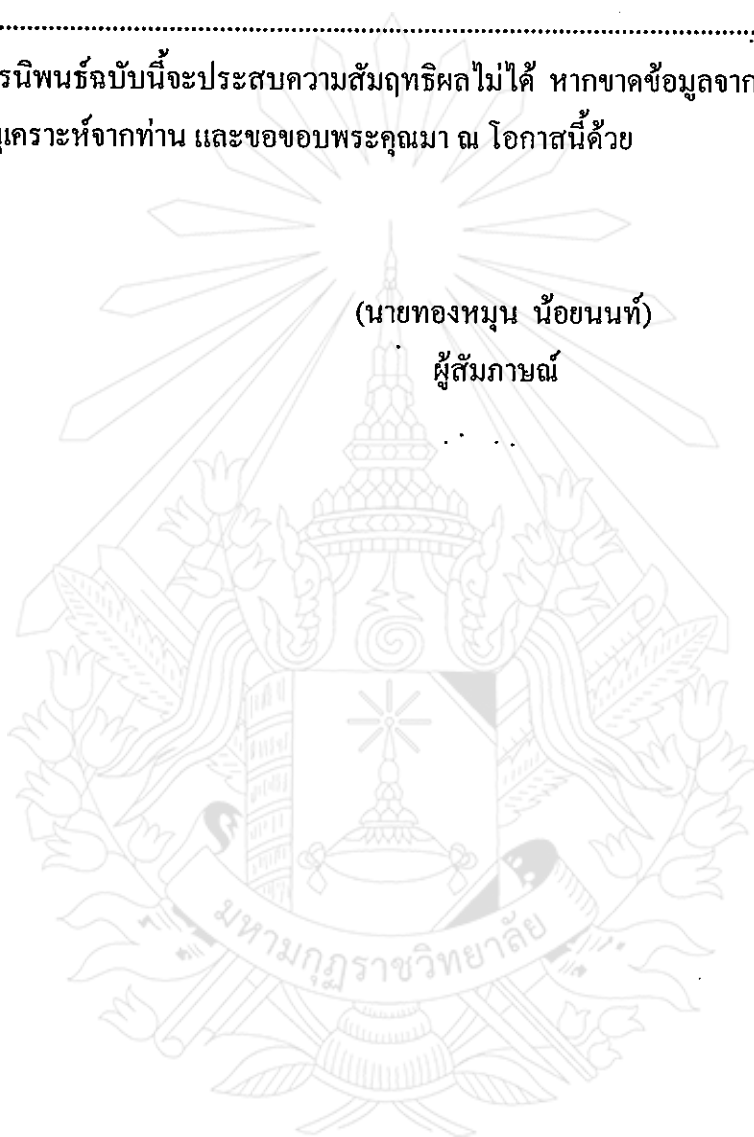 รนิพนธ์ฉบับนี้จะประสบความสัมฤทธิผลไม่ได้ หากขาดข้อมูลจาก
เคราะห์จากท่าน และขอขอบพระคุณมา ณ โอกาสนี้ด้วย
(นายทองหมุน น้อยนนท์)
ผู้สัมภาษณ์
มหามกุฏราชวิทยาลัย